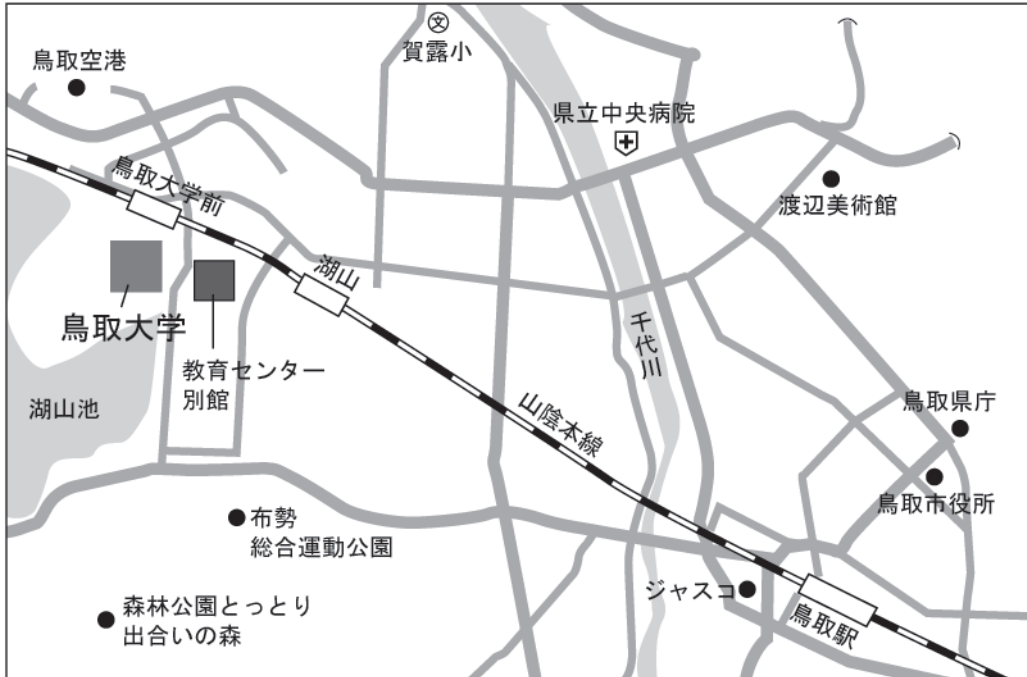 文
賀露小
鳥取空港
県立中央病院
鳥取大学前
渡辺美術館
湖山
鳥取大学
千代川
教育センター
別館
湖山池
山陰本線
鳥取県庁
鳥取市役所
布勢
総合運動公園
ジャスコ
森林公園とっとり
出合いの森
鳥取駅